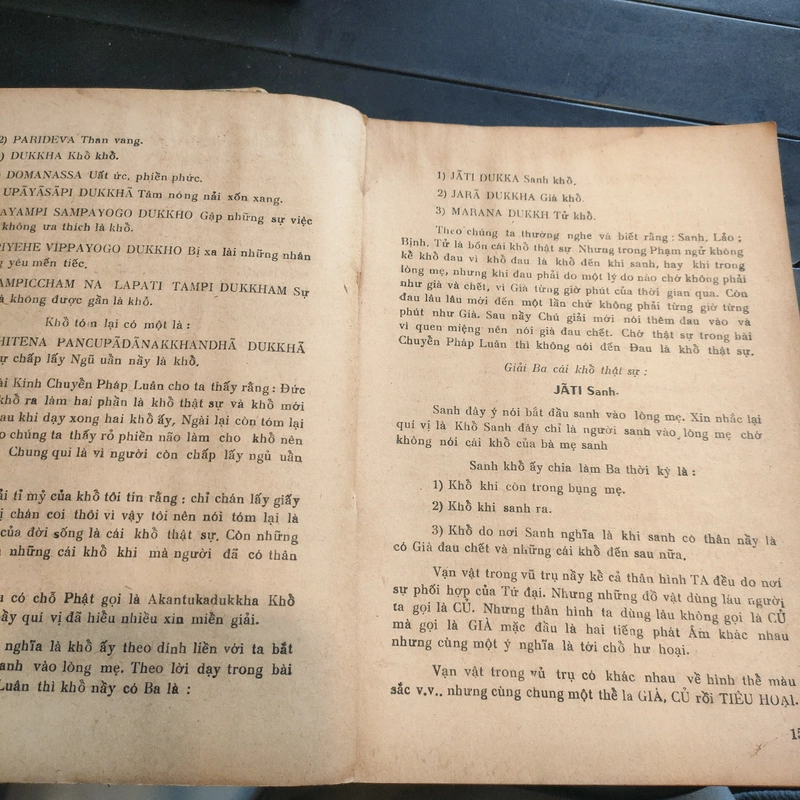 2) PARIDEVA Than vang.
) DUKKHA Khổ khổ.
DOMANASSA Uất ức, phiền phức.
UPĀYĀSĀPI DUKKHĀ Tâm nóng nải xốn xang.
AYAMPI SAMPAYOGO DUKKHO Gặp những sự việc
không ưa thích là khổ.
PIYEHE VIPPAYOGO DUKKHO Bị xa lài những nhân
yêu mến tiếc.
AMPICCHAM NA LAPATI TAMPI DUKKHAM Sự
không được gần là khổ.
Khổ tóm lại có một là :
HITENA PANCUPĀDĀNAKKHANDHĀ DUKKHĀ
chấp lấy Ngũ uần này là khổ.
Kinh Chuyển Pháp Luân cho ta thấy rằng : Đức
khổ ra làm hai phần là khổ thật sự và khổ mới
au khi dạy xong hai khổ ấy, Ngài lại còn tóm lại
chúng ta thấy rỏ phiền não làm cho khổ nên
Chung qui là vì người còn chấp lấy ngủ uần
tỉ mỷ của khổ tôi tin rằng : chỉ chán lấy giấy
chán coi thôi vì vậy tôi nên nói tóm lại là
của đời sống là cái khổ thật sự. Còn những
những cái khổ khi mà người đã có thân
có chỗ Phật gọi là Akantukadukkha Khổ
quí vị đã hiểu nhiều xin miễn giải.
nghĩa là khổ ấy theo dính liền với ta bắt
anh vào lòng mẹ. Theo lời dạy trong bài
Luân thì khổ nầy có Ba là :
1) JĀTI DUKKA Sanh khổ.
2) JARĀ DUKKHA Già khổ.
3) MARANA DUKKH Tử khổ.
Theo chúng ta thường nghe và biết rằng : Sanh, Lảo ;
Bịnh, Tử là bốn cái khổ thật sự Nhưng trong Phạm ngữ không
kể khổ đau vì khổ đau là khổ đến khi sanh, hay khi trong
lòng mẹ, nhưng khi đau phải do một lý do nào chớ không phải
như già và chết, vì Già từng giờ phút của thời gian qua. Còn
đau lâu lâu mới đến một lần chứ không phải từng giờ từng
phút như Già. Sau nầy Chú giải mới nói thêm đau vào và
vì quen miệng nên nói già đau chết. Chớ thật sự trong bài
Chuyển Pháp Luân thì không nói đến Đau là khổ thật sự.
Giải Ba cái khổ thật sự :
JĀTI Sanh-
Sanh đây ý nói bắt đầu sanh vào lòng mẹ. Xin nhắc lại
quí vị là Khổ Sanh đây chỉ là người sanh vào lòng mẹ chớ
không nói cái khổ của bà mẹ sanh
Sanh khổ ấy chia làm Ba thời kỳ là :
1) Khổ khi còn trong bụng mẹ.
2) Khổ khi sanh ra.
3) Khổ do nơi Sanh nghĩa là khi sanh có thân nầy là
có Già đau chết và những cái khổ đến sau nữa.
Vạn vật trong vũ trụ nầy kể cả thân hình TA đều do nơi
sự phối hợp của Tứ đại. Nhưng những đồ vật dùng lâu người
ta gọi là CỦ. Nhưng thân hình ta dùng lâu không gọi là CỦ
mà gọi là GIÀ mặc đầu là hai tiếng phát Âm khác nhau
nhưng cùng một ý nghĩa là tới chỗ hư hoại.
Vạn vật trong vủ trụ có khác nhau về hình thể màu
sắc v.v.. nhưng cùng chung một thể la GIÀ, CỦ rồi TIÊU HOẠI.
15